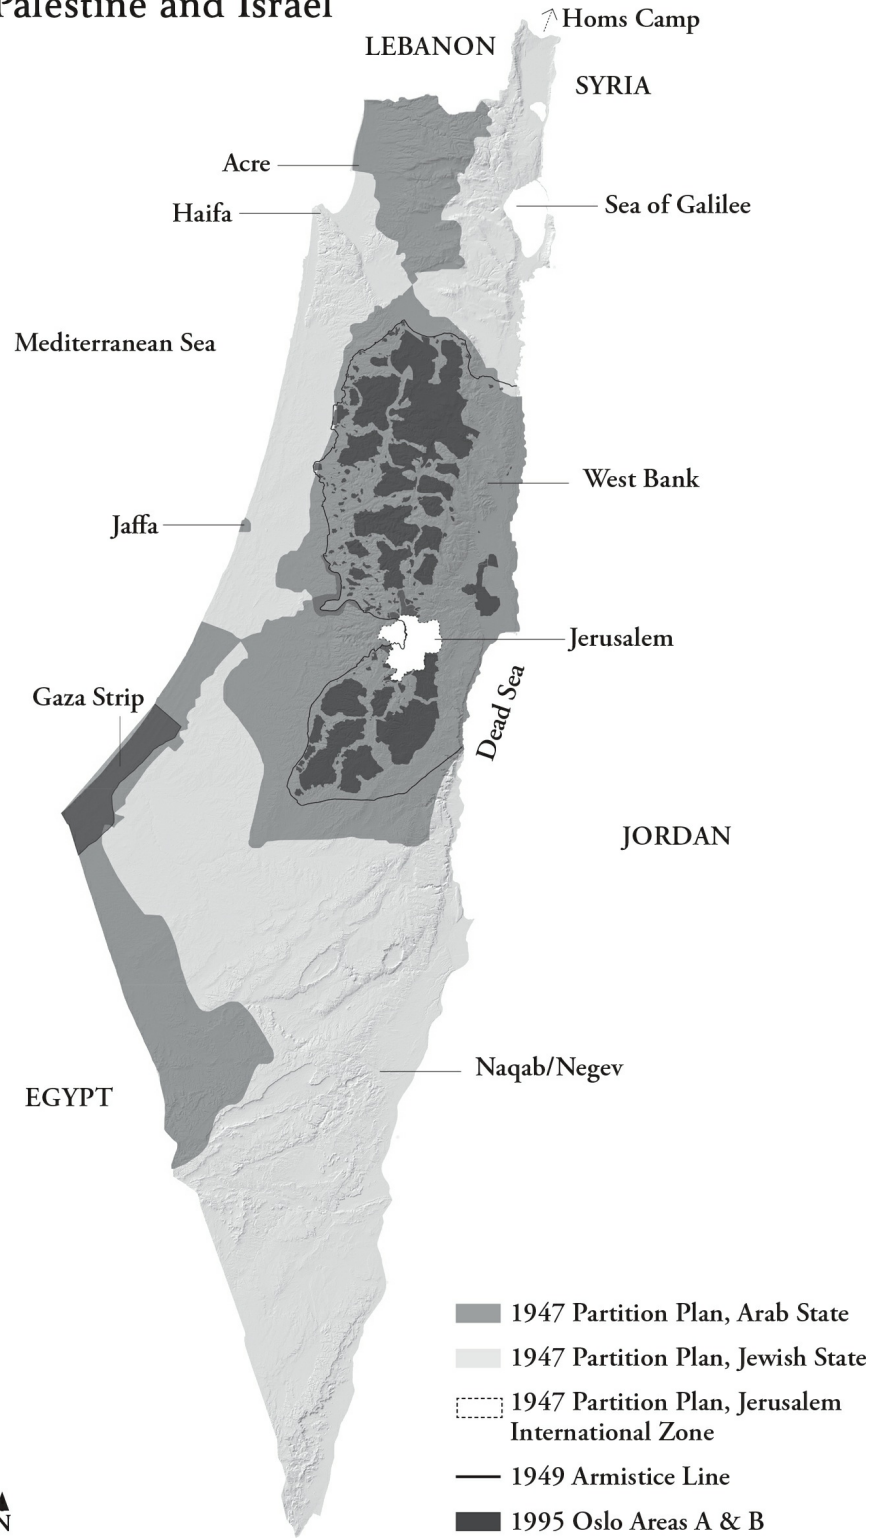 Palestine and Israel
Homs Camp
LEBANON
SYRIA
Acre
Haifa
Sea of Galilee
Mediterranean Sea
West Bank
Jaffa
Jerusalem
Gaza Strip
Dead Sea
JORDAN
Naqab/Negev
EGYPT
1947 Partition Plan, Arab State
1947 Partition Plan, Jewish State
1947 Partition Plan, Jerusalem
International Zone
1949 Armistice Line
1995 Oslo Areas A & B
N